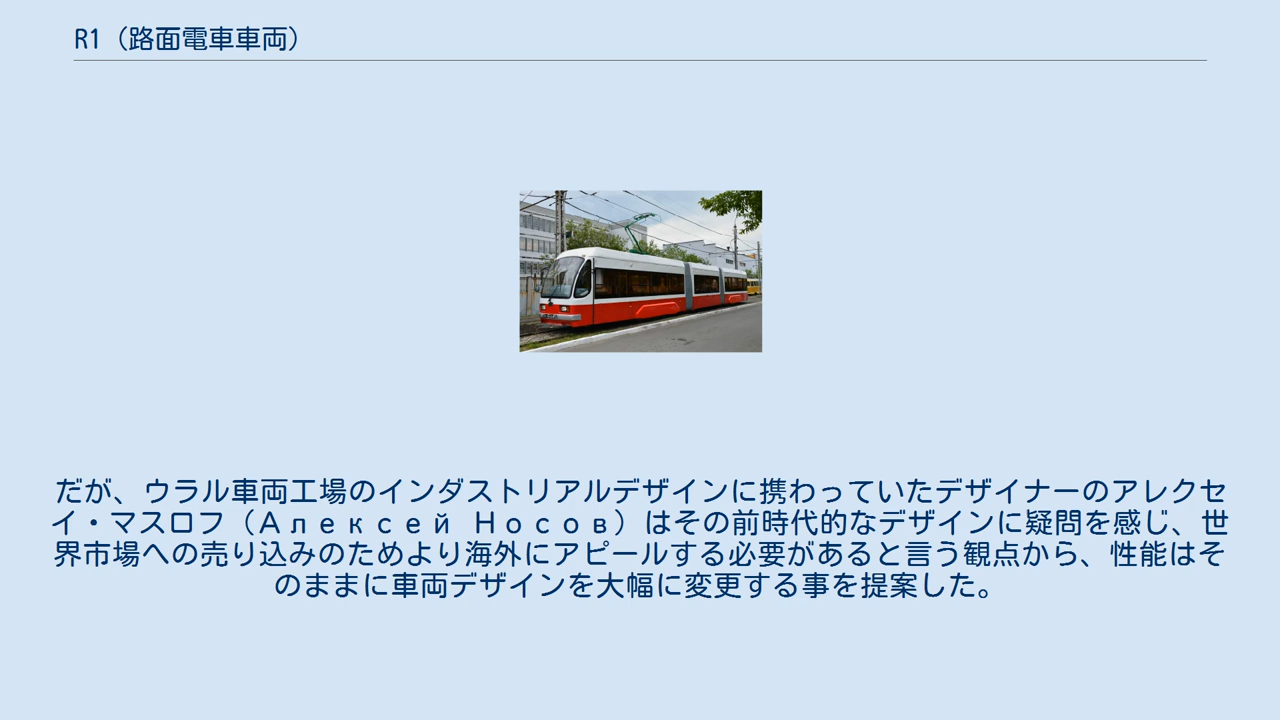 R1（路面電車車両）
だが、ウラル車両工場のインダストリアルデザインに携わっていたデザイナーのアレクセ
イ・マスロフ（Ａｌｅｋｓｅй Ｎоｓоｖ）はその前時代的なデザインに疑問を感じ、世
界市場への売り込みのためより海外にアピールする必要があると言う観点から、性能はそ
のままに車両デザインを大幅に変更する事を提案した。